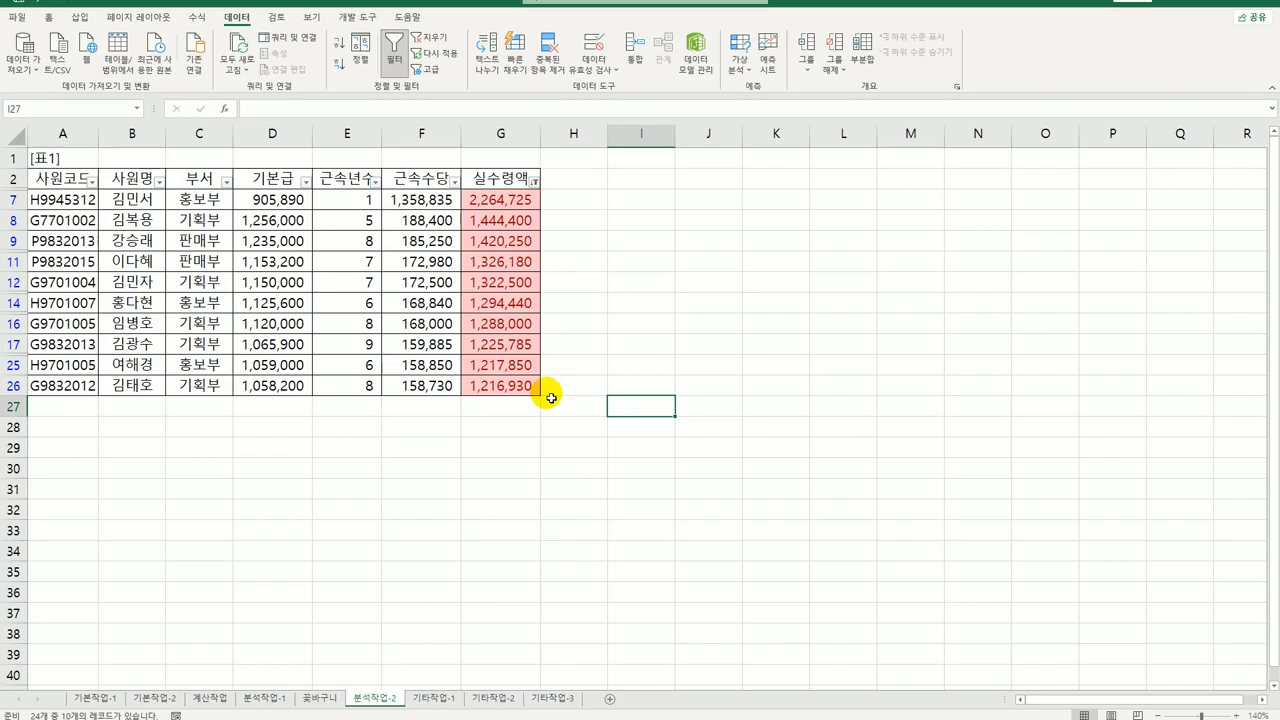 파일 홈 삽입 페이지 레이아웃 수식 데이터 검토 보기 개발 도구 도움말 공유
데이터 가져오기 텍스트/CSV 웹 테이블/범위에서 최근에 사용한 원본 기존 연결
데이터 가져오기 및 변환
모두 새로 고침 쿼리 및 연결 속성 연결 편집
쿼리 및 연결
정렬 필터 지우기 다시 적용 고급
정렬 및 필터
텍스트 나누기 빠른 채우기 중복된 항목 제거 데이터 유효성 검사 통합 관계 데이터 모델 관리
데이터 도구
가상 분석 예측 시트
예측
그룹 그룹 해제 부분합 하위 수준 표시 하위 수준 숨기기
개요
I27 fx
A B C D E F G H I J K L M N O P Q R
1 [표1]
2 사원코드 사원명 부서 기본급 근속년수 근속수당 실수령액
7 H9945312 김민서 홍보부 905,890 1 1,358,835 2,264,725
8 G7701002 김복용 기획부 1,256,000 5 188,400 1,444,400
9 P9832013 강승래 판매부 1,235,000 8 185,250 1,420,250
11 P9832015 이다혜 판매부 1,153,200 7 172,980 1,326,180
12 G9701004 김민자 기획부 1,150,000 7 172,500 1,322,500
14 H9701007 홍다현 홍보부 1,125,600 6 168,840 1,294,440
16 G9701005 임병호 기획부 1,120,000 8 168,000 1,288,000
17 G9832013 김광수 기획부 1,065,900 9 159,885 1,225,785
25 H9701005 여해경 홍보부 1,059,000 6 158,850 1,217,850
26 G9832012 김태호 기획부 1,058,200 8 158,730 1,216,930
27
28
29
30
31
32
33
34
35
36
37
38
39
40
기본작업-1 기본작업-2 계산작업 분석작업-1 꽃바구니 분석작업-2 기타작업-1 기타작업-2 기타작업-3
준비 24개 중 10개의 레코드가 있습니다. 140%